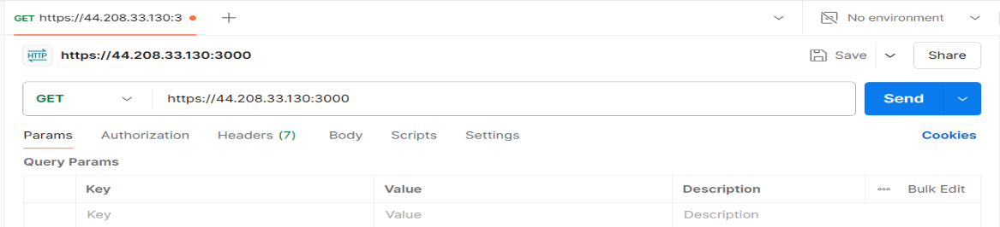 GET https://44.208.33.130:3 No environment
HTTP https://44.208.33.130:3000 Save Share
GET https://44.208.33.130:3000 Send
Params Authorization Headers (7) Body Scripts Settings Cookies
Query Params
Key Value Description Bulk Edit
Key Value Description